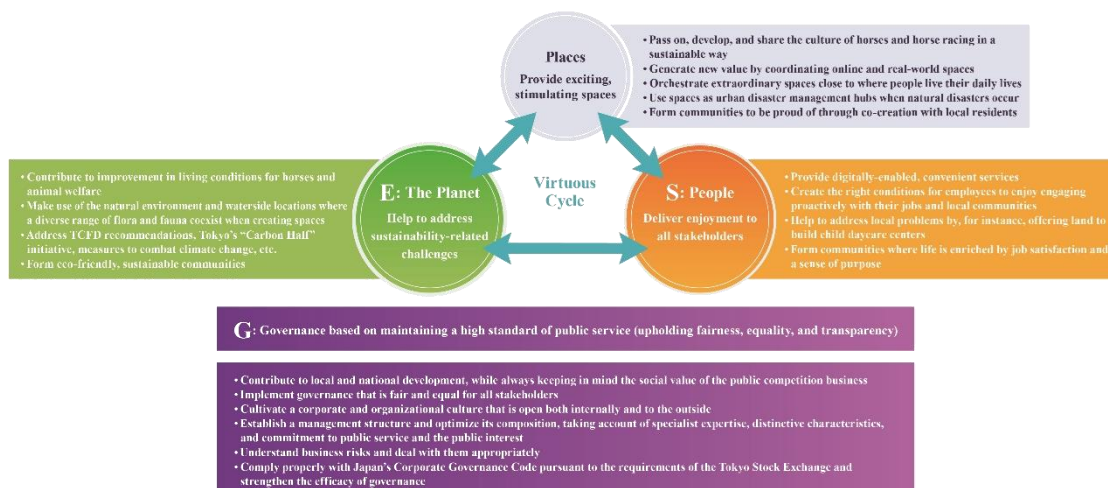 Places
Provide exciting,
stimulating spaces
• Pass on, develop, and share the culture of horses and horse racing in a
sustainable way
• Generate new value by coordinating online and real-world spaces
• Orchestrate extraordinary spaces close to where people live their daily lives
• Use spaces as urban disaster management hubs when natural disasters occur
• Form communities to be proud of through co-creation with local residents
• Contribute to improvement in living conditions for horses and
animal welfare
• Make use of the natural environment and waterside locations where
a diverse range of flora and fauna coexist when creating spaces
• Address TCFD recommendations, Tokyo's "Carbon Half"
initiative, measures to combat climate change, etc.
• Form eco-friendly, sustainable communities
E: The Planet
Help to address
sustainability-related
challenges
Virtuous
Cycle
S: People
Deliver enjoyment to
all stakeholders
• Provide digitally-enabled, convenient services
• Create the right conditions for employees to enjoy engaging
proactively with their jobs and local communities
• Help to address local problems by, for instance, offering land to
build child daycare centers
• Form communities where life is enriched by job satisfaction and
a sense of purpose
G: Governance based on maintaining a high standard of public service (upholding fairness, equality, and transparency)
• Contribute to local and national development, while always keeping in mind the social value of the public competition business
• Implement governance that is fair and equal for all stakeholders
• Cultivate a corporate and organizational culture that is open both internally and to the outside
• Establish a management structure and optimize its composition, taking account of specialist expertise, distinctive characteristics,
and commitment to public service and the public interest
• Understand business risks and deal with them appropriately
• Comply properly with Japan's Corporate Governance Code pursuant to the requirements of the Tokyo Stock Exchange and
strengthen the efficacy of governance